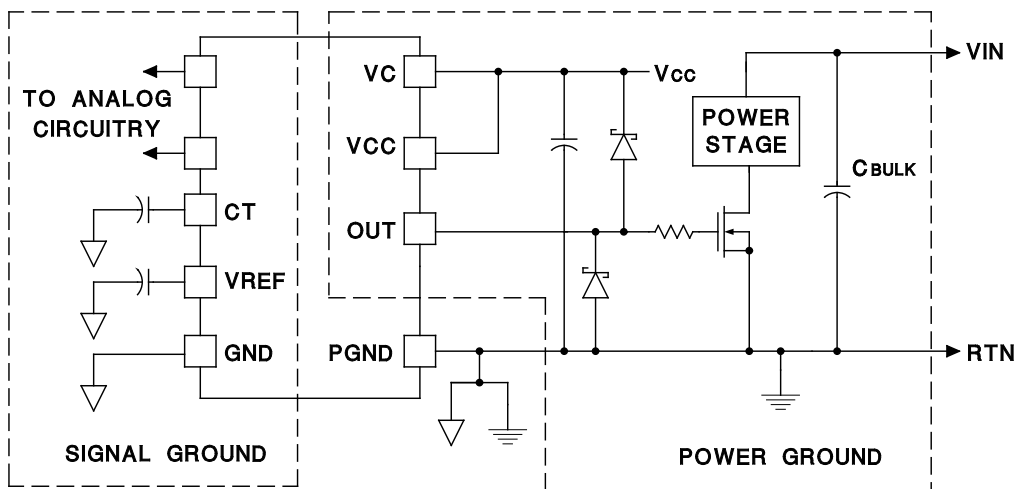 TO ANALOG
CIRCUITRY
CT
VREF
GND
SIGNAL GROUND
VC
VCC
OUT
PGND
VCC
POWER
STAGE
CBULK
VIN
RTN
POWER GROUND